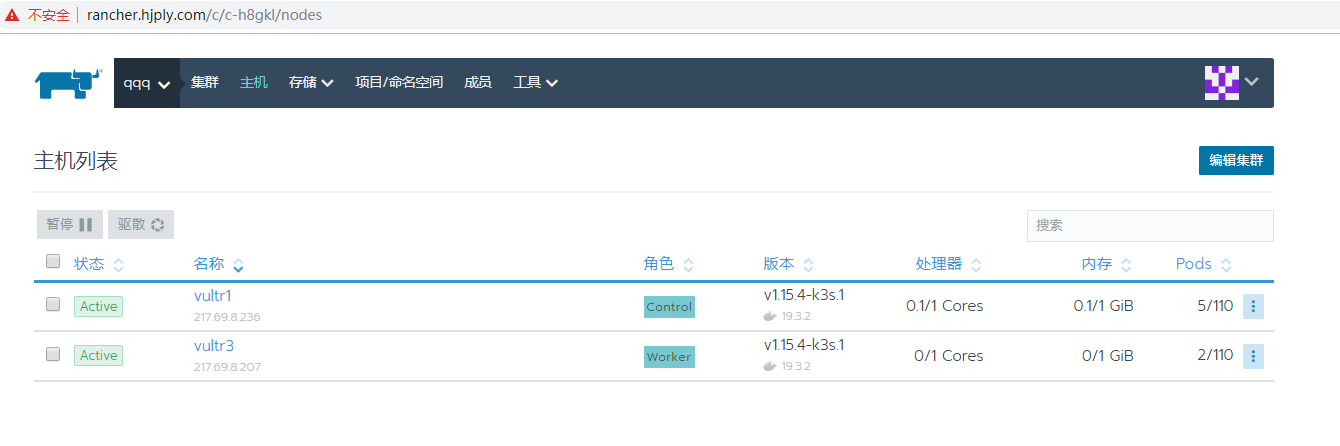 不安全 rancher.hjply.com/c/c-h8gkl/nodes
qqq 集群 主机 存储 项目/命名空间 成员 工具
主机列表 编辑集群
暂停 驱散 搜索
状态 名称 角色 版本 处理器 内存 Pods
Active vultr1 Control v1.15.4-k3s.1 0.1/1 Cores 0.1/1 GiB 5/110
217.69.8.236 19.3.2
Active vultr3 Worker v1.15.4-k3s.1 0/1 Cores 0/1 GiB 2/110
217.69.8.207 19.3.2